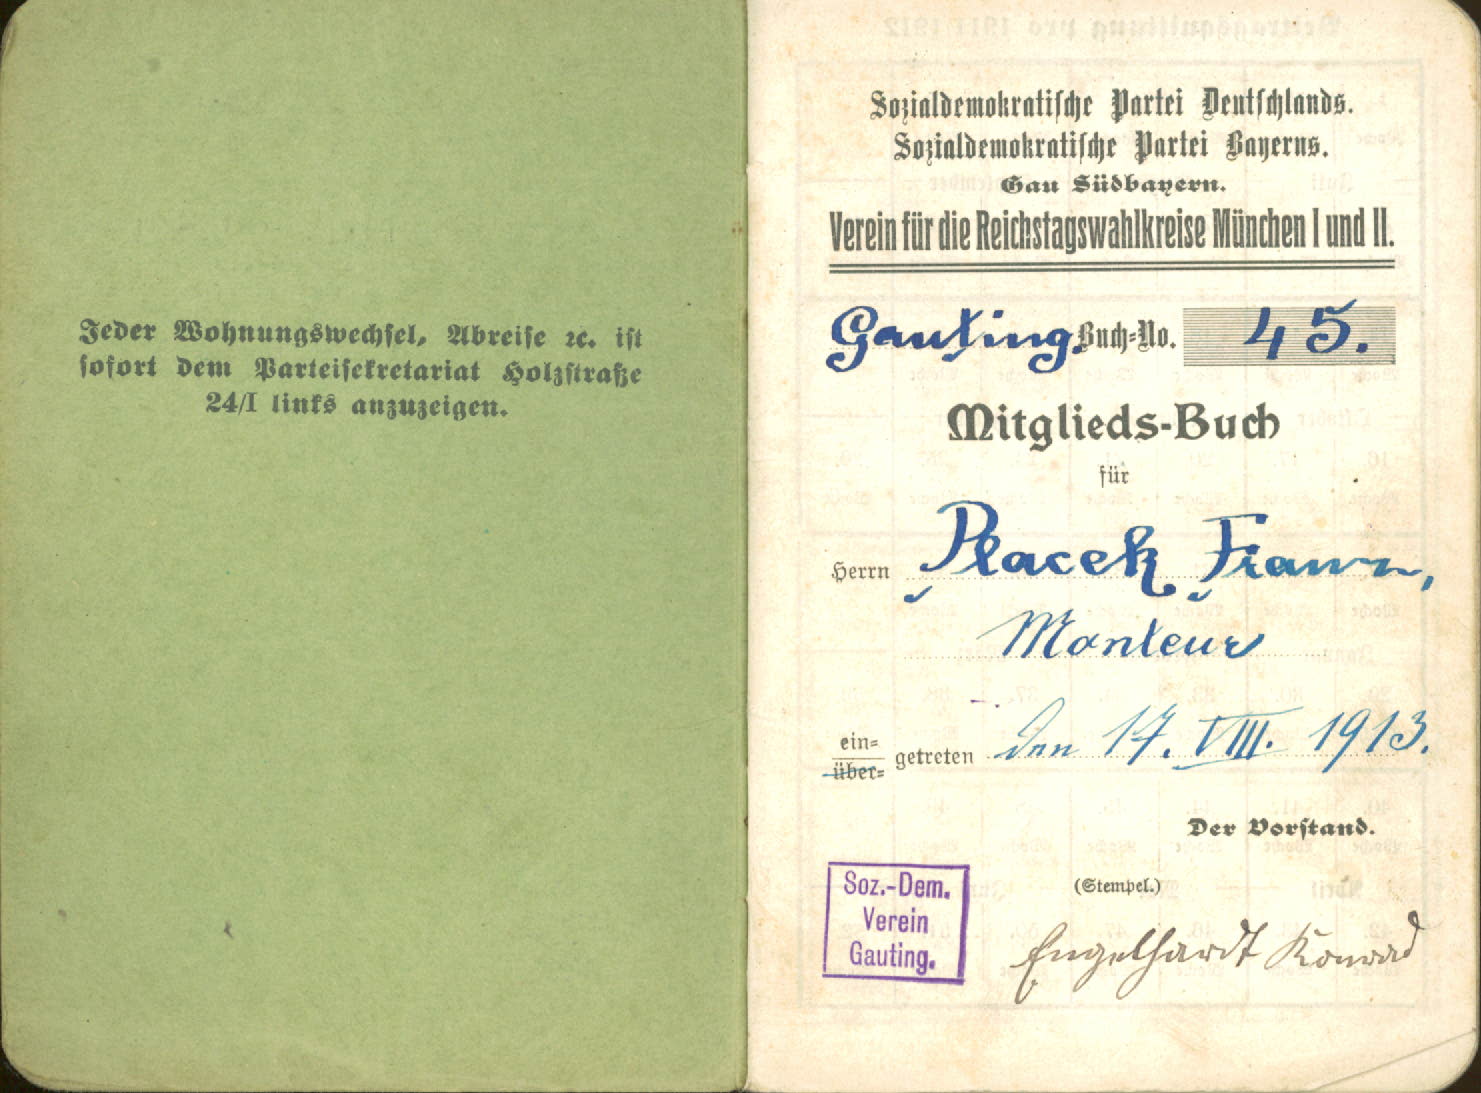 Jeder Wohnungswechsel, Abreise ꝛc. ist
sofort dem Parteisekretariat Holzstraße
24/I links anzuzeigen.
Sozialdemokratische Partei Deutschlands.
Sozialdemokratische Partei Bayerns.
Gau Südbayern.
Verein für die Reichstagswahlkreise München I und II.
Gauting. Buch=No. 45.
Mitglieds-Buch
für
Herrn Placek Franz,
Monteur
ein=
über= getreten den 17. VIII. 1913.
Der Vorstand.
(Stempel.)
Soz.-Dem.
Verein
Gauting.
Engelhardt Konrad